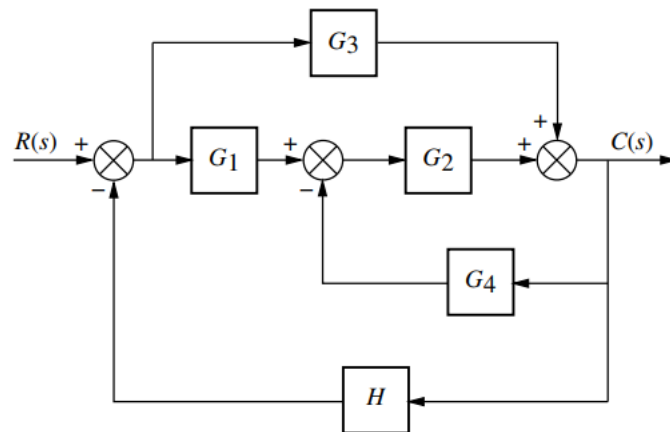 G3
+
R(s) + G1 + G2 + C(s)
− −
G4
H